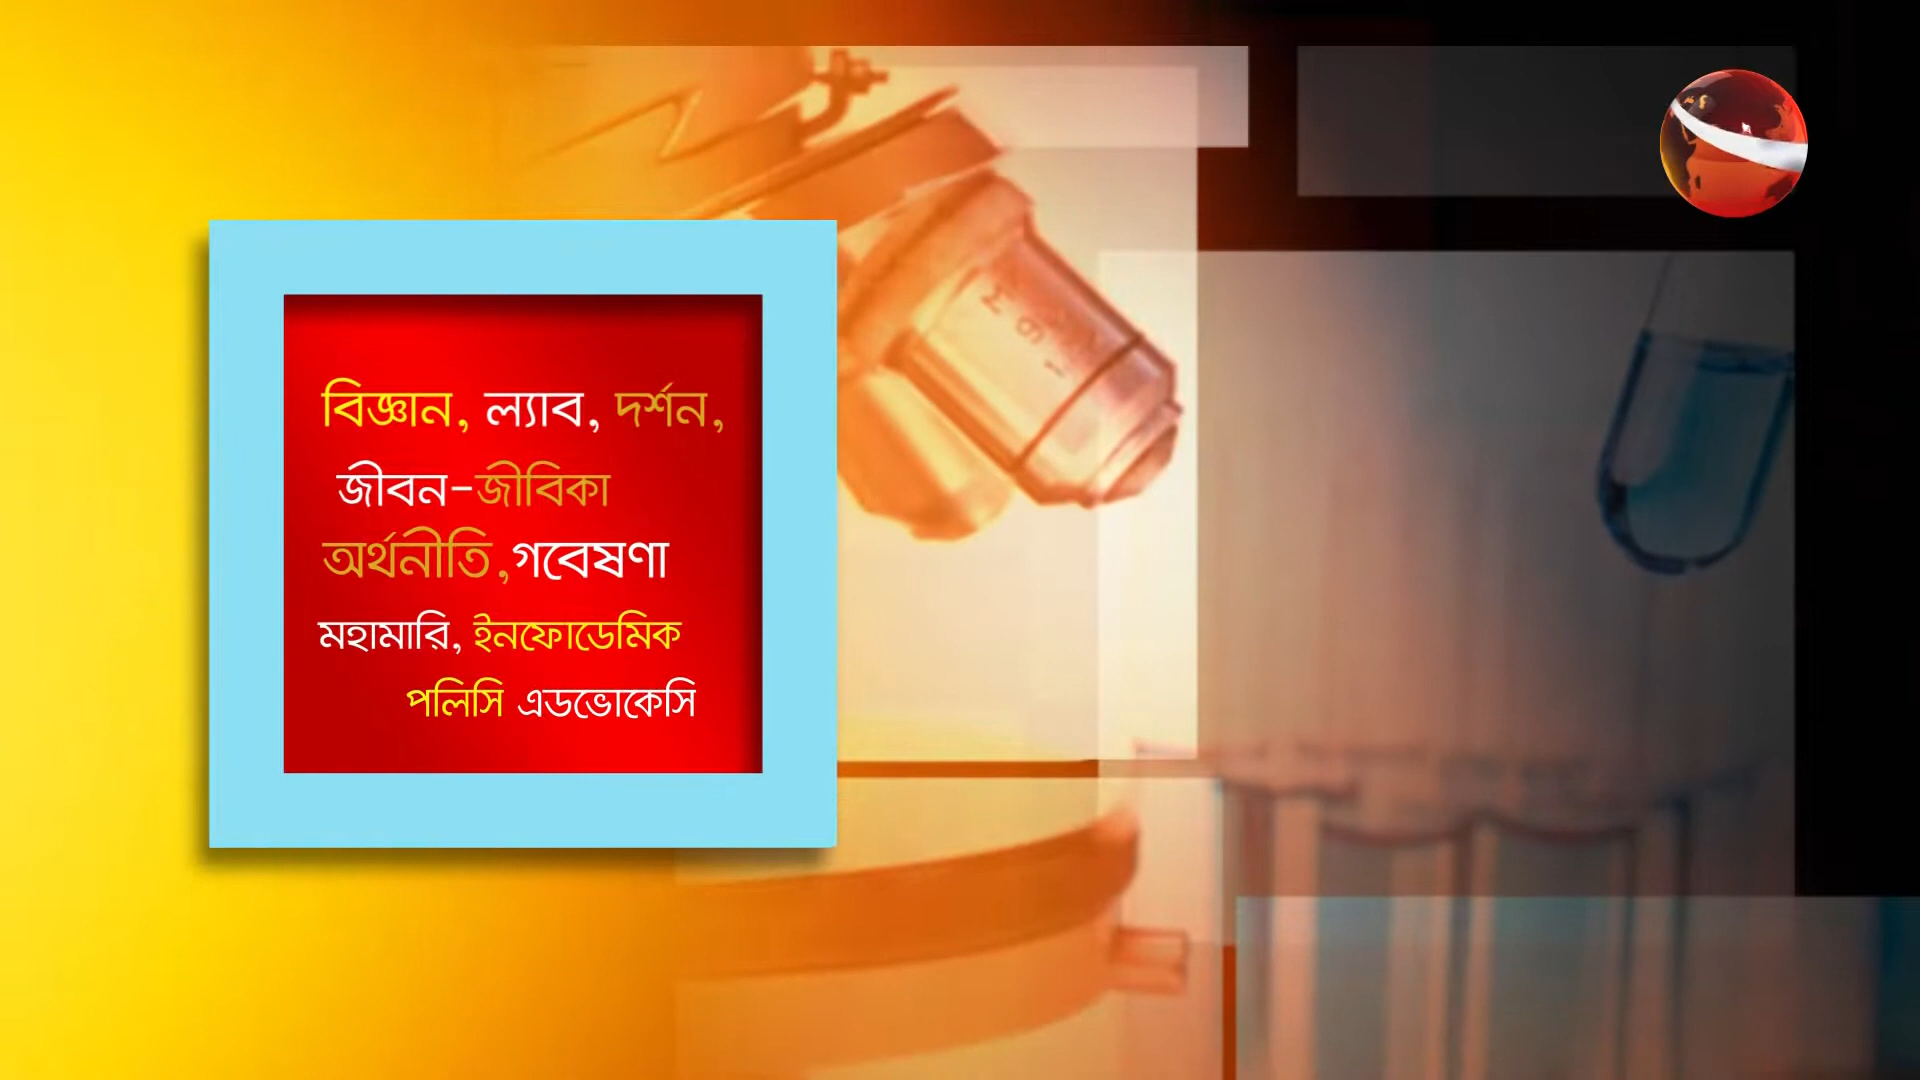 বিজ্ঞান, ল্যাব, দর্শন,
জীবন-জীবিকা
অর্থনীতি,গবেষণা
মহামারি, ইনফোডেমিক
পলিসি এডভোকেসি